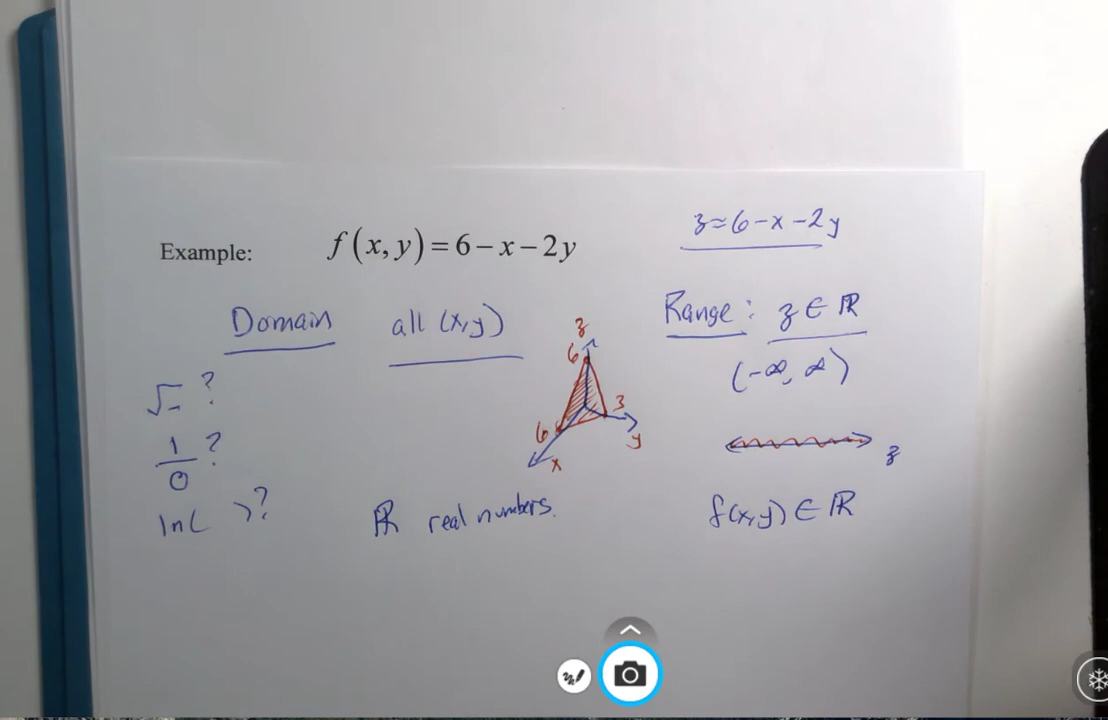 z=6-x-2y
Example: f(x,y)=6-x-2y
Domain all (x,y)
Range: z∈ℝ
(-∞,∞)
√- ?
1/0 ?
ln( )?
z
6
3
6
y
x
z
ℝ real numbers.
f(x,y)∈ℝ